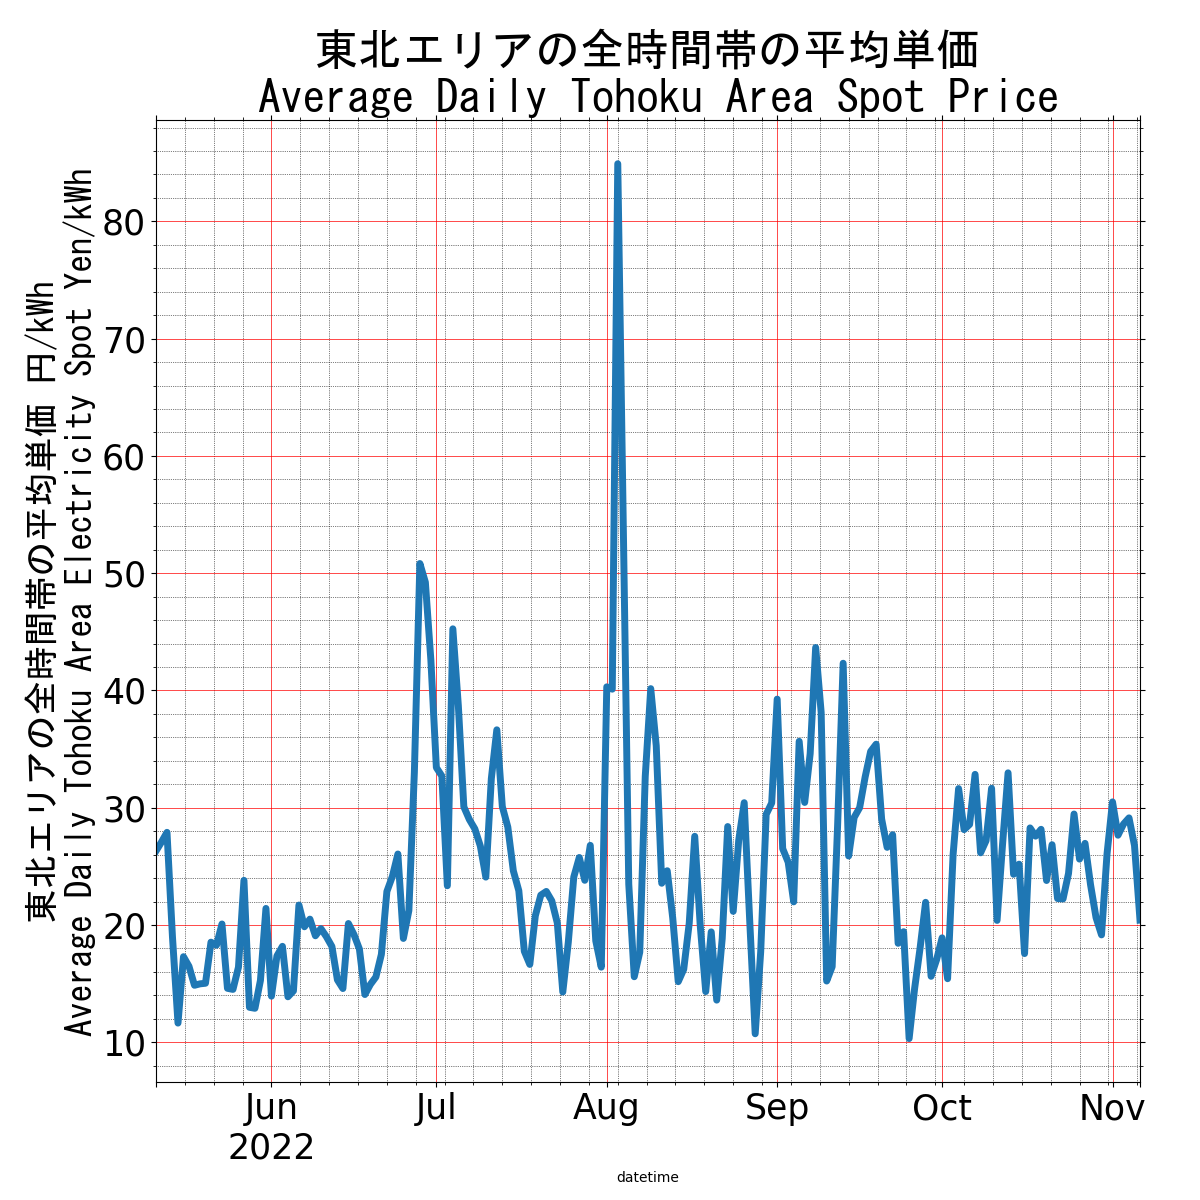 東北エリアの全時間帯の平均単価
Average Daily Tohoku Area Spot Price
東北エリアの全時間帯の平均単価 円/kWh
Average Daily Tohoku Area Electricity Spot Yen/kWh
80
70
60
50
40
30
20
10
Jun
2022
Jul
Aug
Sep
Oct
Nov
datetime